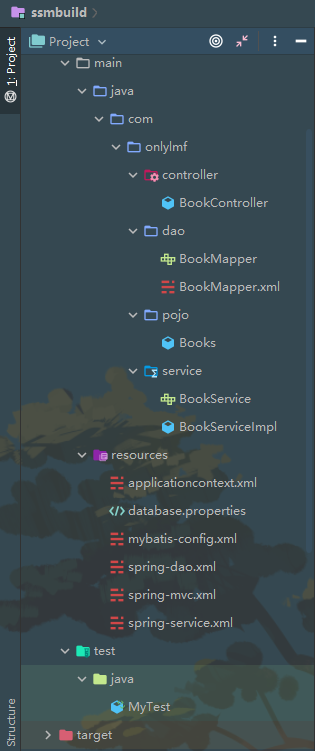 ssmbuild
1: Project
Project
main
java
com
onlylmf
controller
BookController
dao
BookMapper
BookMapper.xml
pojo
Books
service
BookService
BookServiceImpl
resources
applicationcontext.xml
database.properties
mybatis-config.xml
spring-dao.xml
spring-mvc.xml
spring-service.xml
test
java
MyTest
target
Structure